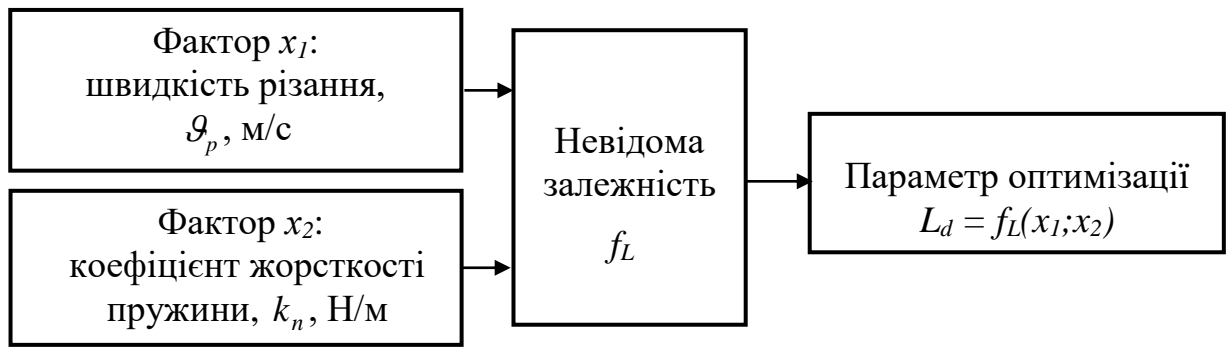 Фактор x1:
швидкість різання,
ϑp, м/с
Фактор x2:
коефіцієнт жорсткості
пружини, kn, Н/м
Невідома
залежність
fL
Параметр оптимізації
Ld = fL(x1;x2)